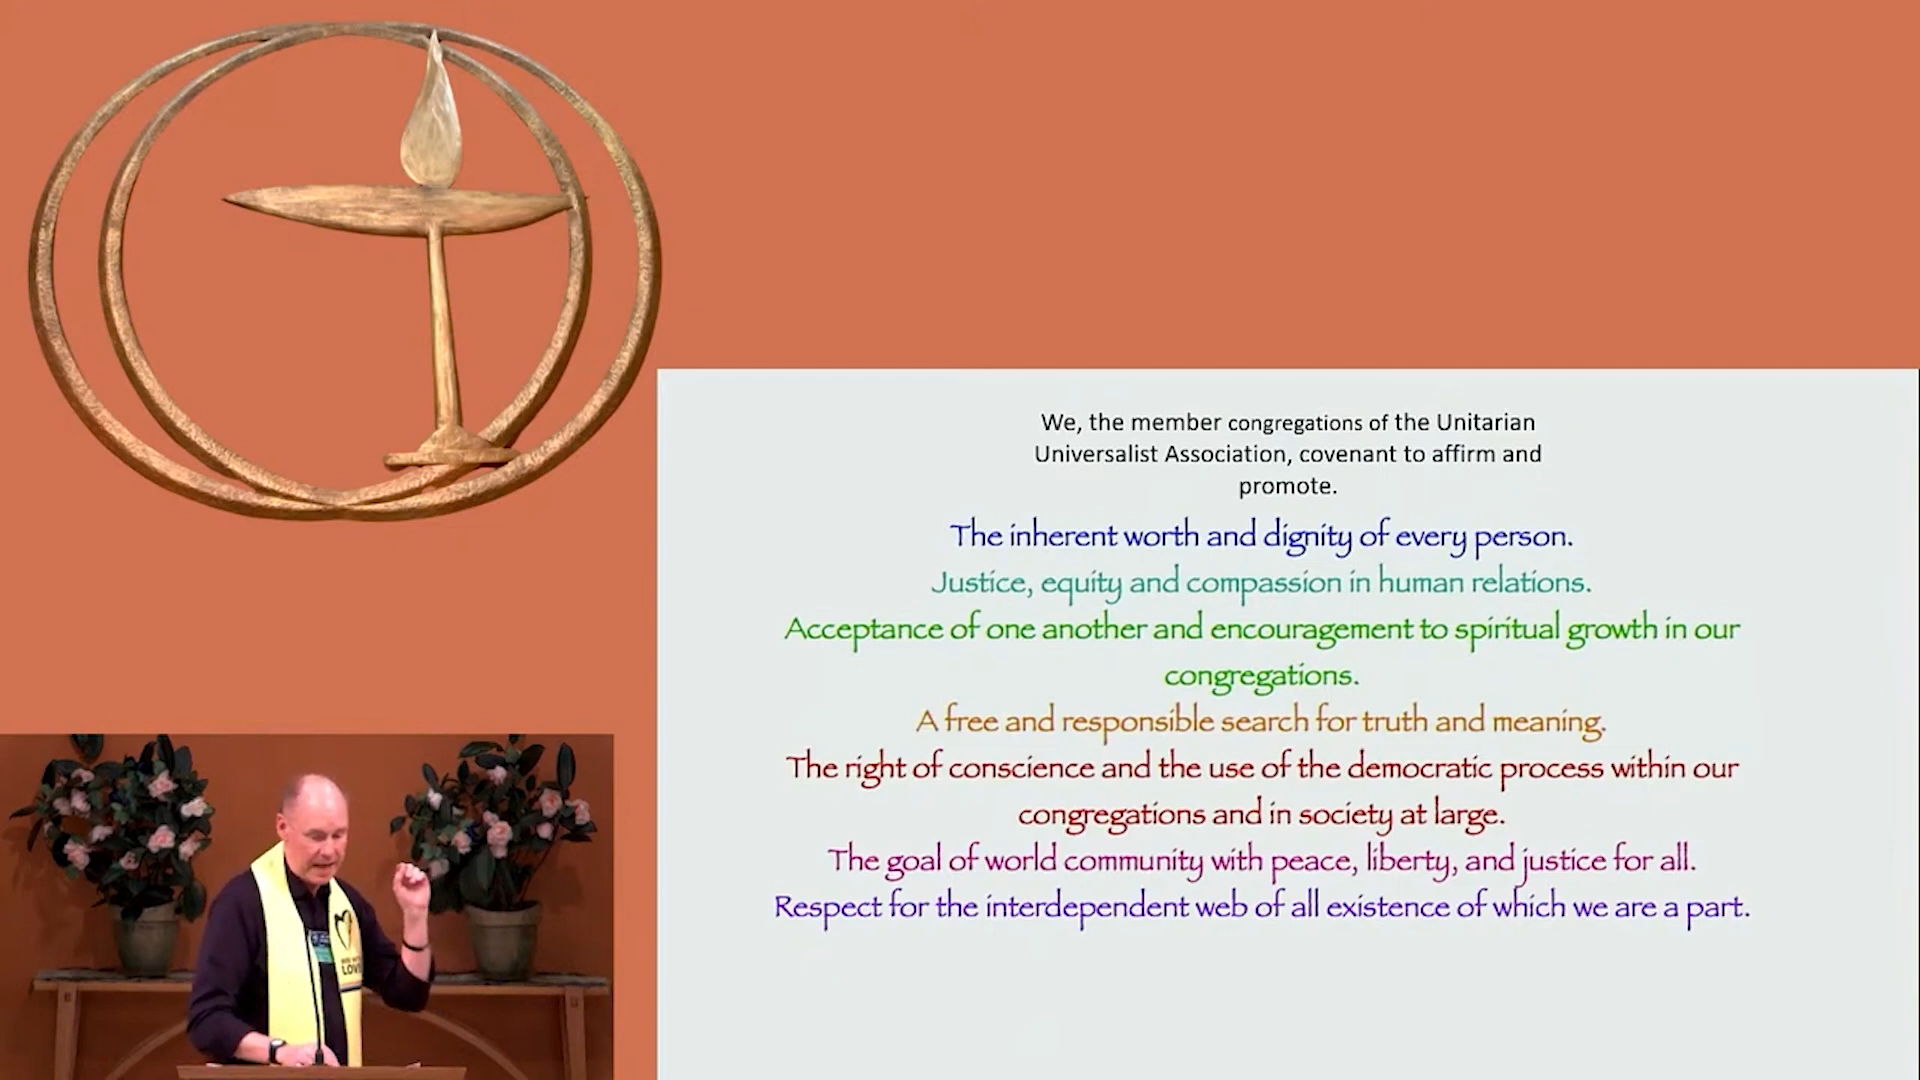 We, the member congregations of the Unitarian
Universalist Association, covenant to affirm and
promote.
The inherent worth and dignity of every person.
Justice, equity and compassion in human relations.
Acceptance of one another and encouragement to spiritual growth in our
congregations.
A free and responsible search for truth and meaning.
The right of conscience and the use of the democratic process within our
congregations and in society at large.
The goal of world community with peace, liberty, and justice for all.
Respect for the interdependent web of all existence of which we are a part.
LOVE